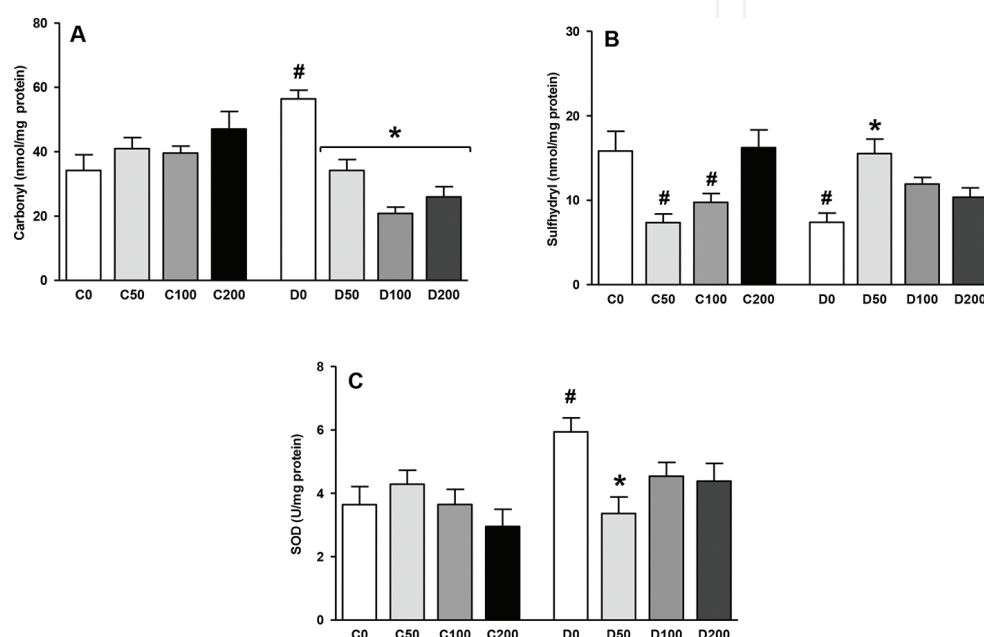 A
Carbonyl (nmol/mg protein)
80
60
40
20
0
#
*
C0 C50 C100 C200 D0 D50 D100 D200
B
Sulfhydryl (nmol/mg protein)
30
20
10
0
# # # *
C0 C50 C100 C200 D0 D50 D100 D200
C
SOD (U/mg protein)
8
6
4
2
0
#
*
C0 C50 C100 C200 D0 D50 D100 D200